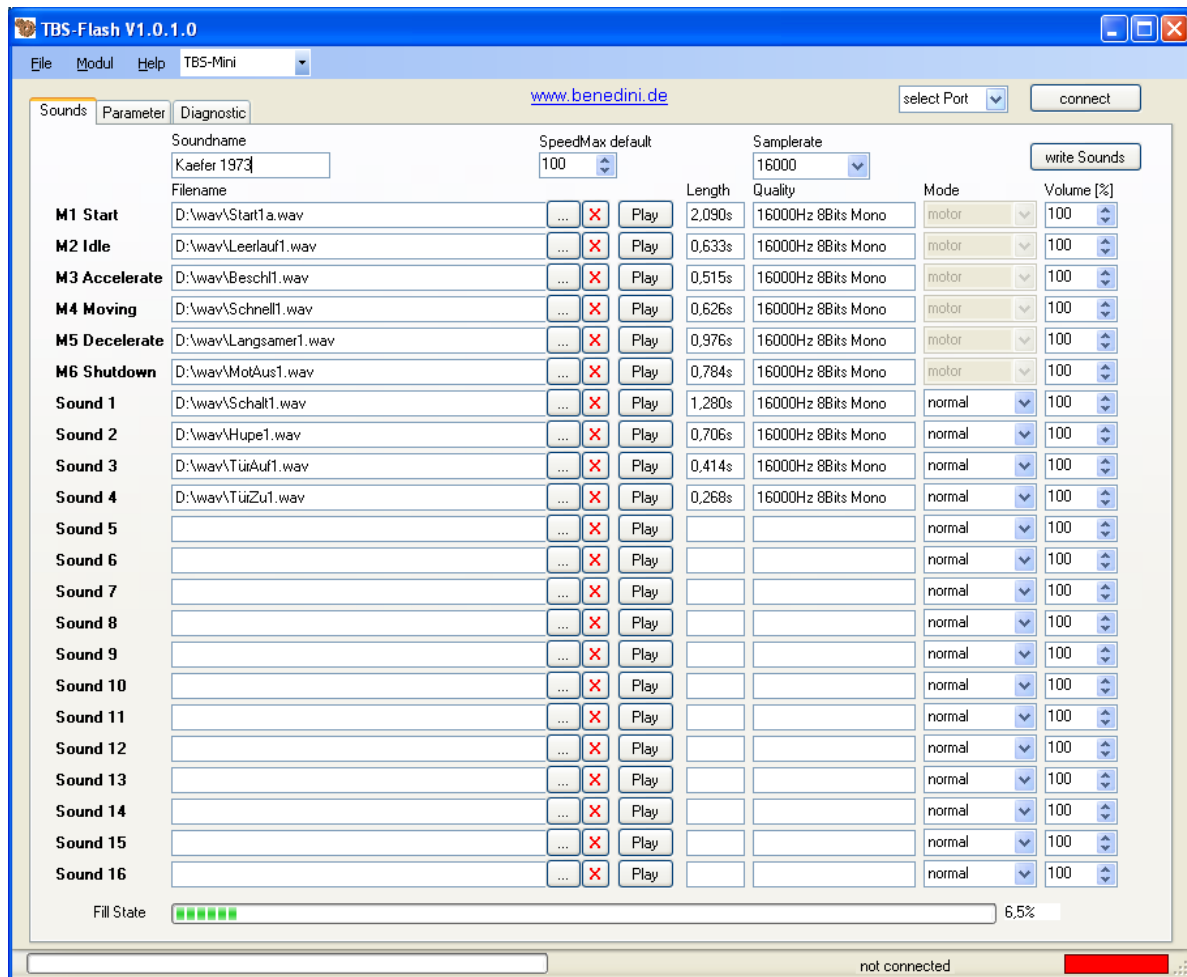 TBS-Flash V1.0.1.0
File Modul Help TBS-Mini
www.benedini.de select Port connect
Sounds Parameter Diagnostic
Soundname SpeedMax default Samplerate
Kaefer 1973 100 16000 write Sounds
Filename Length Quality Mode Volume [%]
M1 Start D:\wav\Start1a.wav ... X Play 2,090s 16000Hz 8Bits Mono motor 100
M2 Idle D:\wav\Leerlauf1.wav ... X Play 0,633s 16000Hz 8Bits Mono motor 100
M3 Accelerate D:\wav\Beschl1.wav ... X Play 0,515s 16000Hz 8Bits Mono motor 100
M4 Moving D:\wav\Schnell1.wav ... X Play 0,626s 16000Hz 8Bits Mono motor 100
M5 Decelerate D:\wav\Langsamer1.wav ... X Play 0,976s 16000Hz 8Bits Mono motor 100
M6 Shutdown D:\wav\MotAus1.wav ... X Play 0,784s 16000Hz 8Bits Mono motor 100
Sound 1 D:\wav\Schalt1.wav ... X Play 1,280s 16000Hz 8Bits Mono normal 100
Sound 2 D:\wav\Hupe1.wav ... X Play 0,706s 16000Hz 8Bits Mono normal 100
Sound 3 D:\wav\TürAuf1.wav ... X Play 0,414s 16000Hz 8Bits Mono normal 100
Sound 4 D:\wav\TürZu1.wav ... X Play 0,268s 16000Hz 8Bits Mono normal 100
Sound 5 ... X Play normal 100
Sound 6 ... X Play normal 100
Sound 7 ... X Play normal 100
Sound 8 ... X Play normal 100
Sound 9 ... X Play normal 100
Sound 10 ... X Play normal 100
Sound 11 ... X Play normal 100
Sound 12 ... X Play normal 100
Sound 13 ... X Play normal 100
Sound 14 ... X Play normal 100
Sound 15 ... X Play normal 100
Sound 16 ... X Play normal 100
Fill State 6,5%
not connected